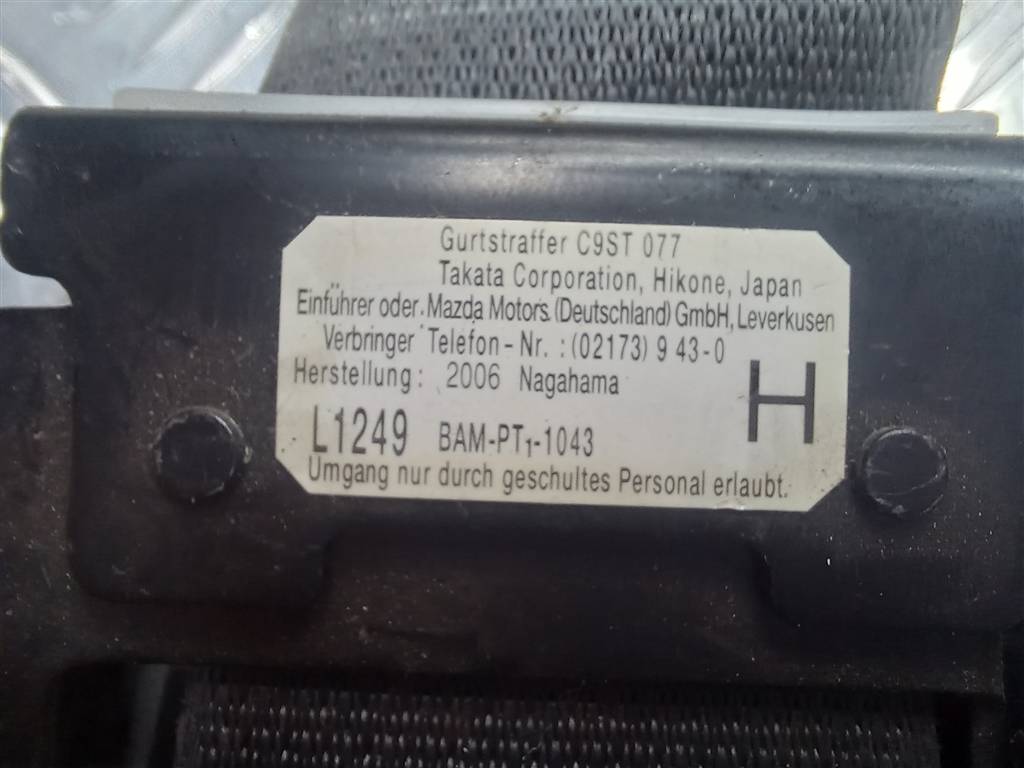 Gurtstraffer C9ST 077
Takata Corporation, Hikone, Japan
Einführer oder Mazda Motors (Deutschland) GmbH, Leverkusen
Verbringer Telefon-Nr.: (02173) 9 43-0
Herstellung: 2006 Nagahama
H
L1249 BAM-PT1-1043
Umgang nur durch geschultes Personal erlaubt.